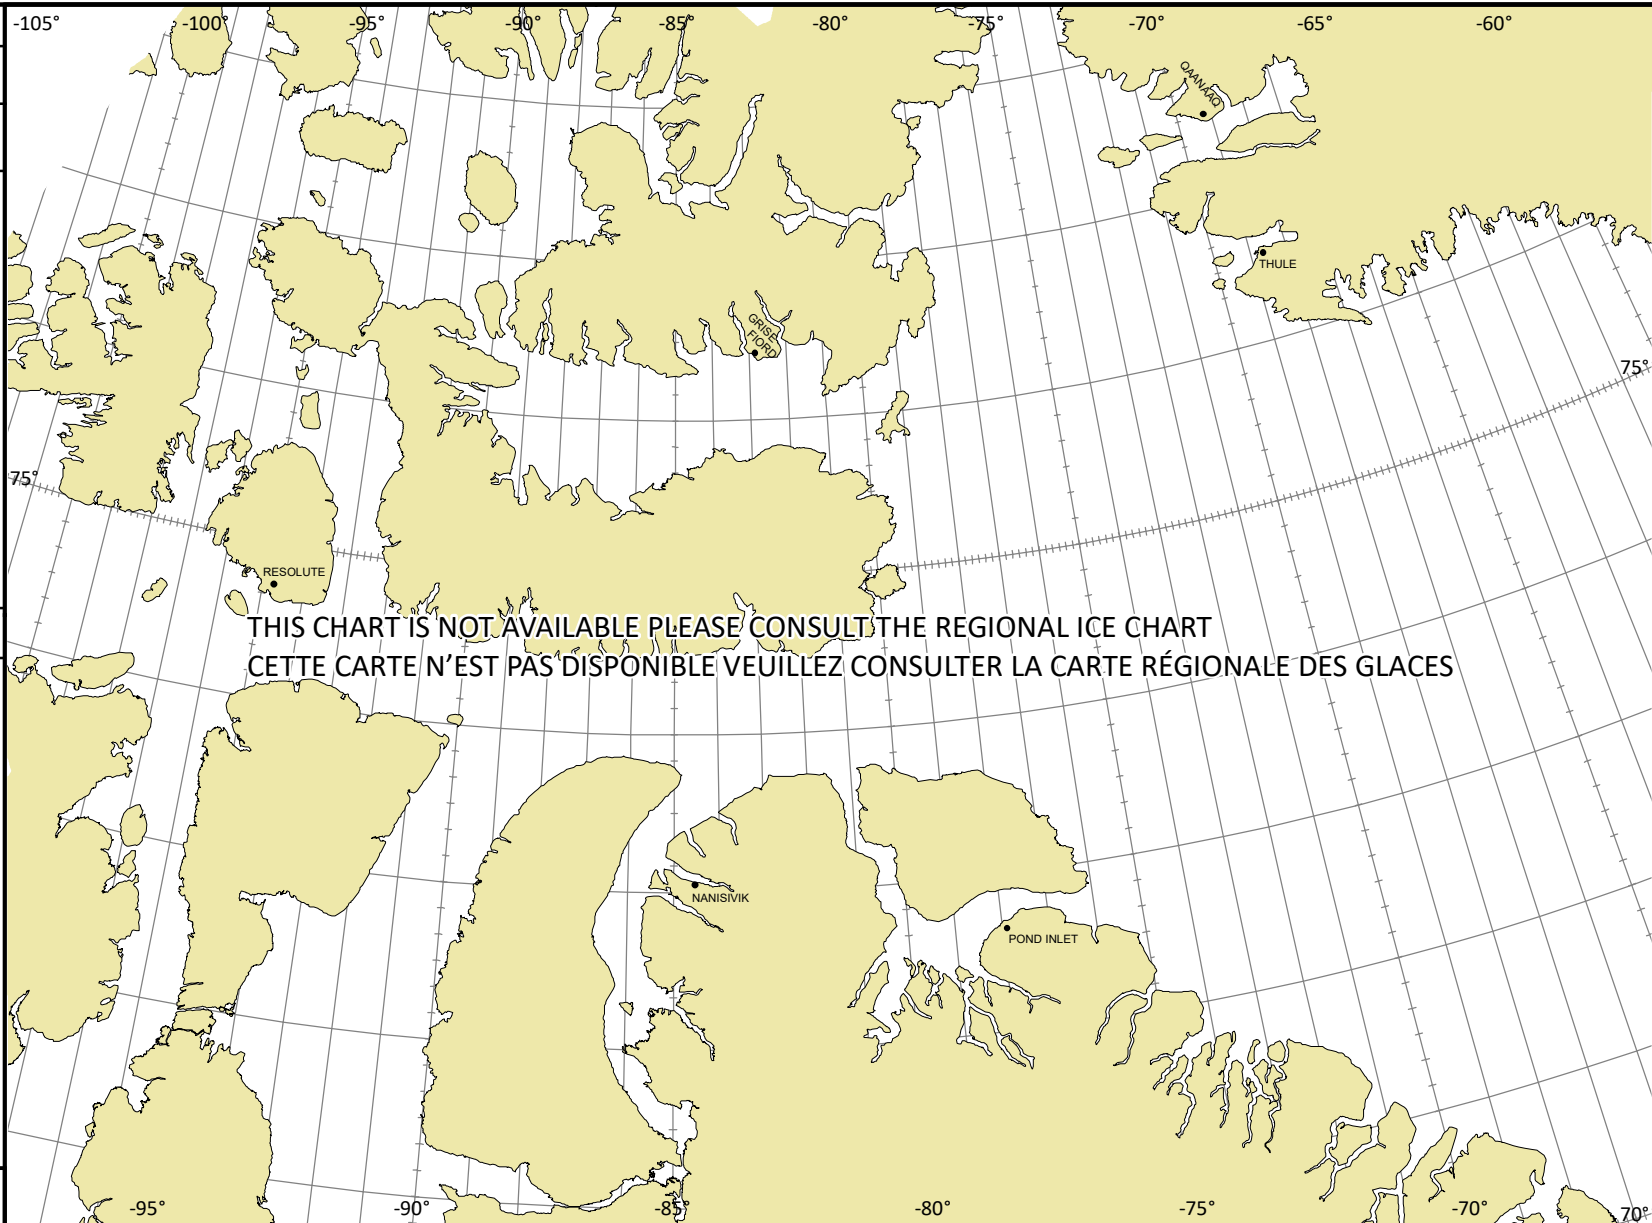 -105° -100° -95° -90° -85° -80° -75° -70° -65° -60°
QAANAAQ
THULE
GRISE
FIORD
75°
75°
RESOLUTE
THIS CHART IS NOT AVAILABLE PLEASE CONSULT THE REGIONAL ICE CHART
CETTE CARTE N'EST PAS DISPONIBLE VEUILLEZ CONSULTER LA CARTE RÉGIONALE DES GLACES
NANISIVIK
POND INLET
-95° -90° -85° -80° -75° -70° 70°